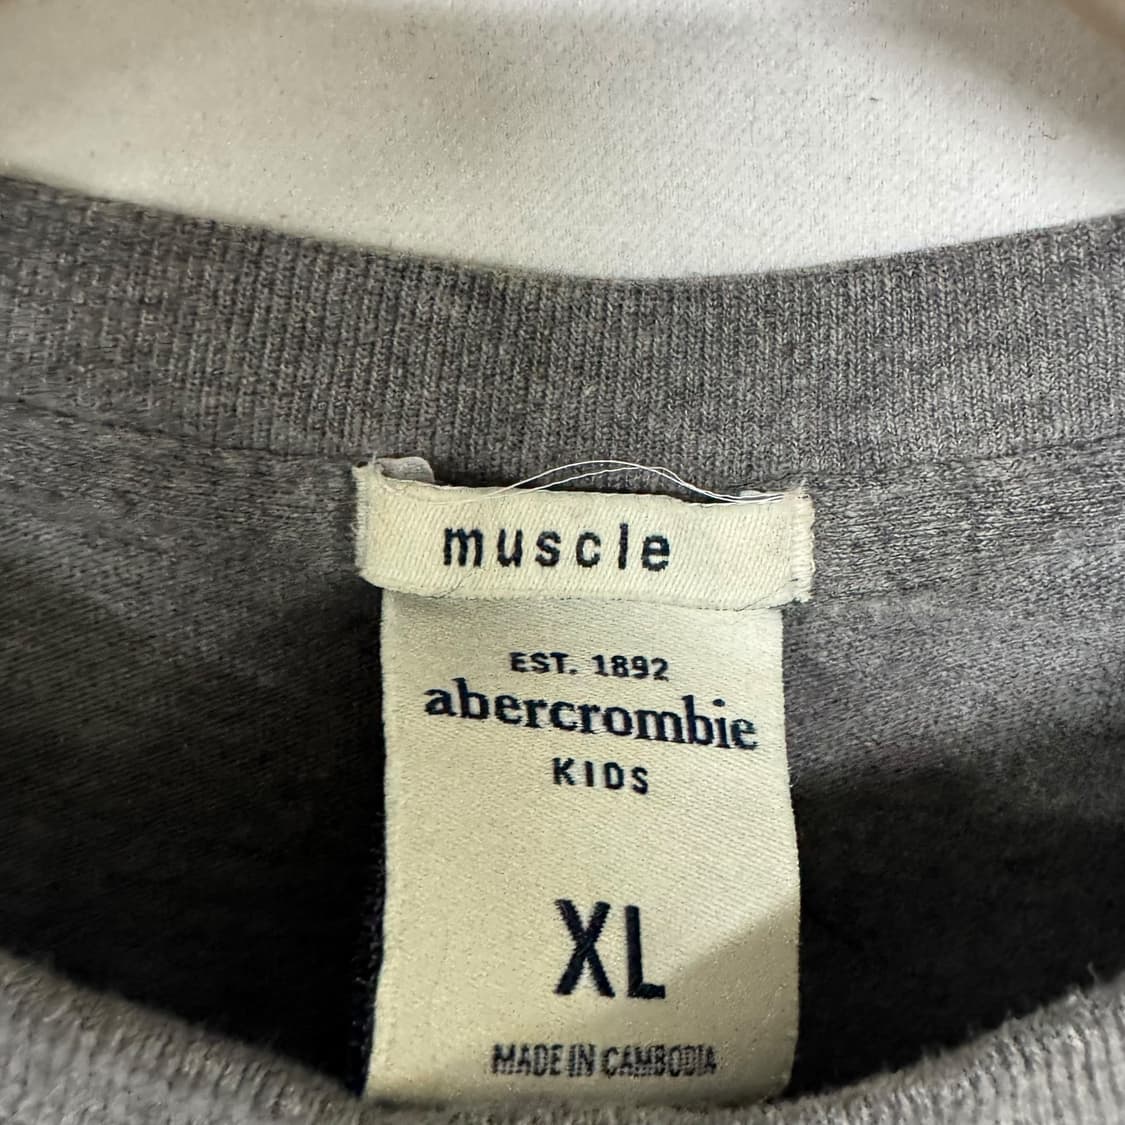 muscle
EST. 1892
abercrombie
KIDS
XL
MADE IN CAMBODIA